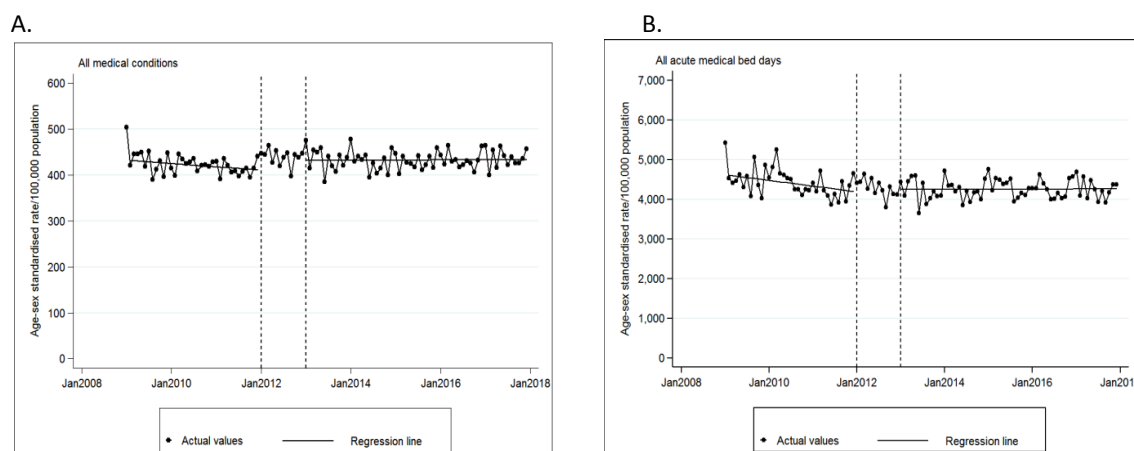 A.
All medical conditions
Age-sex standardised rate/100,000 population
600
500
400
300
200
100
0
Jan2008
Jan2010
Jan2012
Jan2014
Jan2016
Jan2018
Actual values
Regression line
B.
All acute medical bed days
Age-sex standardised rate/100,000 population
7,000
6,000
5,000
4,000
3,000
2,000
1,000
0
Jan2008
Jan2010
Jan2012
Jan2014
Jan2016
Jan201
Actual values
Regression line